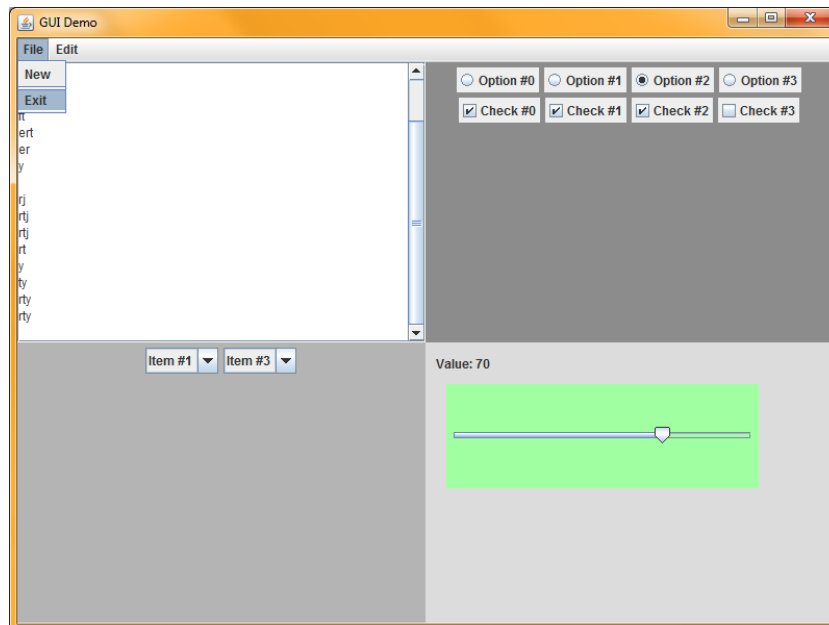 GUI Demo
File Edit
New
Exit
ert
er
y
rj
rtj
rtj
rt
y
ty
rty
rty
Option #0 Option #1 Option #2 Option #3
Check #0 Check #1 Check #2 Check #3
Item #1 Item #3
Value: 70